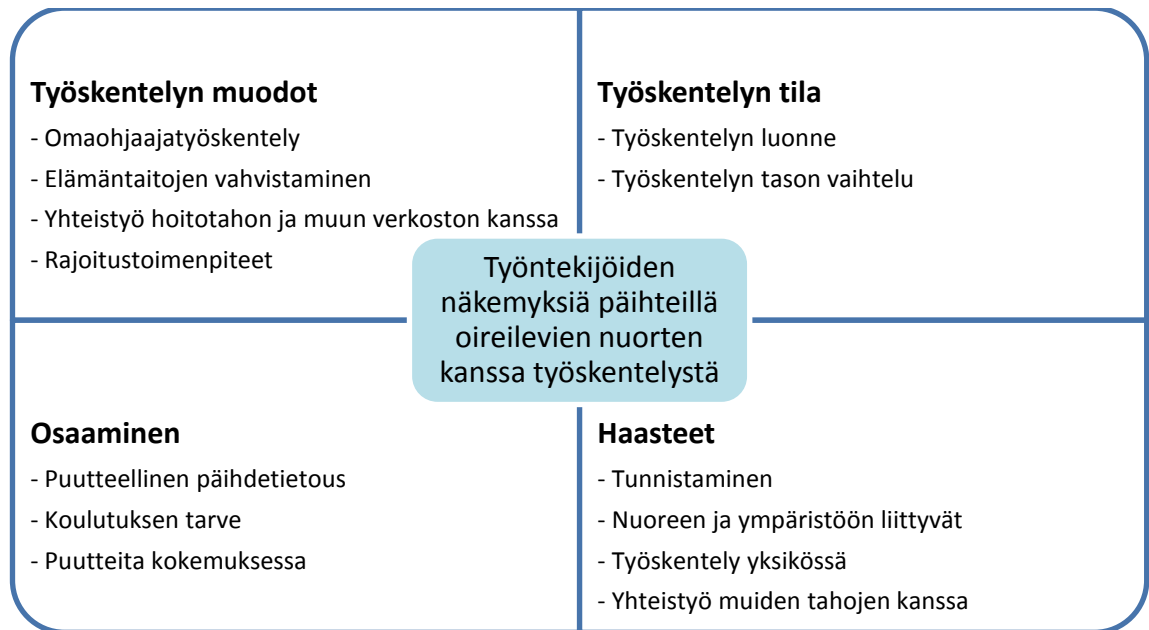 Työskentelyn muodot
- Omaohjaajatyöskentely
- Elämäntaitojen vahvistaminen
- Yhteistyö hoitotahon ja muun verkoston kanssa
- Rajoitustoimenpiteet
Työskentelyn tila
- Työskentelyn luonne
- Työskentelyn tason vaihtelu
Työntekijöiden
näkemyksiä päihteillä
oireilevien nuorten
kanssa työskentelystä
Osaaminen
- Puutteellinen päihdetietous
- Koulutuksen tarve
- Puutteita kokemuksessa
Haasteet
- Tunnistaminen
- Nuoreen ja ympäristöön liittyvät
- Työskentely yksikössä
- Yhteistyö muiden tahojen kanssa